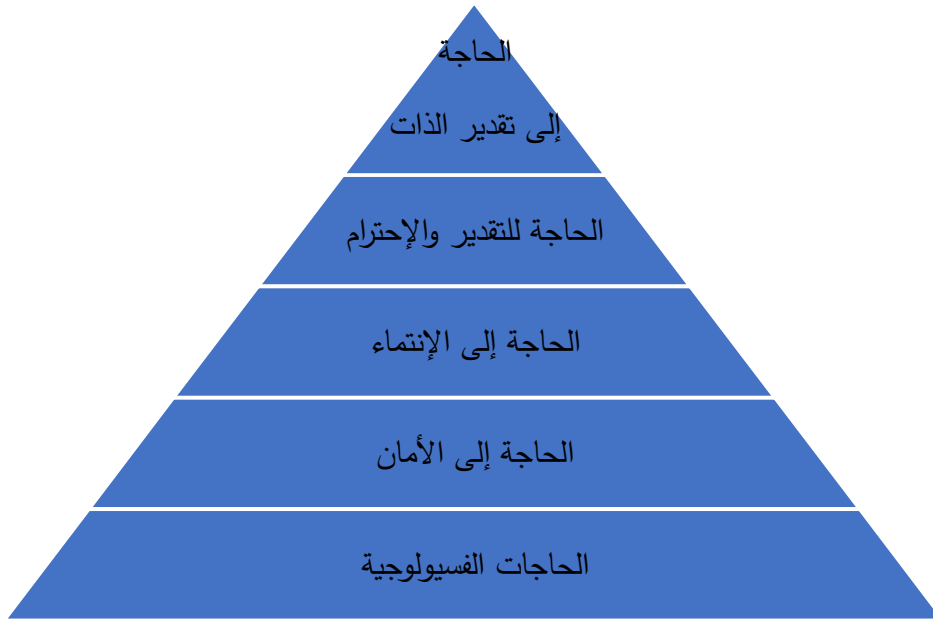 الحاجة
إلى تقدير الذات
الحاجة للتقدير والإحترام
الحاجة إلى الإنتماء
الحاجة إلى الأمان
الحاجات الفسيولوجية